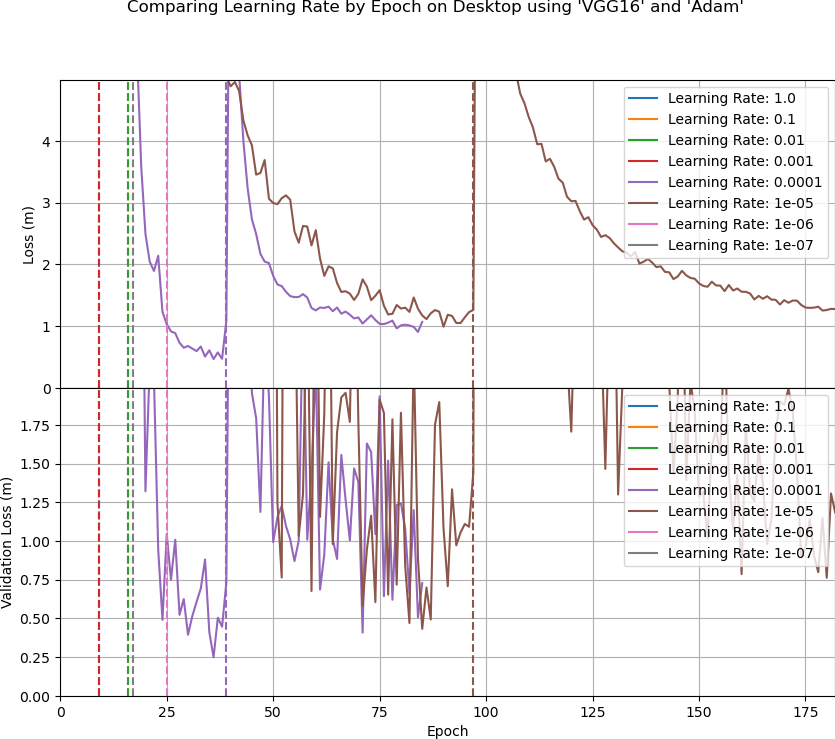 Comparing Learning Rate by Epoch on Desktop using 'VGG16' and 'Adam'
Loss (m)
4
3
2
1
0
Learning Rate: 1.0
Learning Rate: 0.1
Learning Rate: 0.01
Learning Rate: 0.001
Learning Rate: 0.0001
Learning Rate: 1e-05
Learning Rate: 1e-06
Learning Rate: 1e-07
Validation Loss (m)
1.75
1.50
1.25
1.00
0.75
0.50
0.25
0.00
Learning Rate: 1.0
Learning Rate: 0.1
Learning Rate: 0.01
Learning Rate: 0.001
Learning Rate: 0.0001
Learning Rate: 1e-05
Learning Rate: 1e-06
Learning Rate: 1e-07
0 25 50 75 100 125 150 175
Epoch